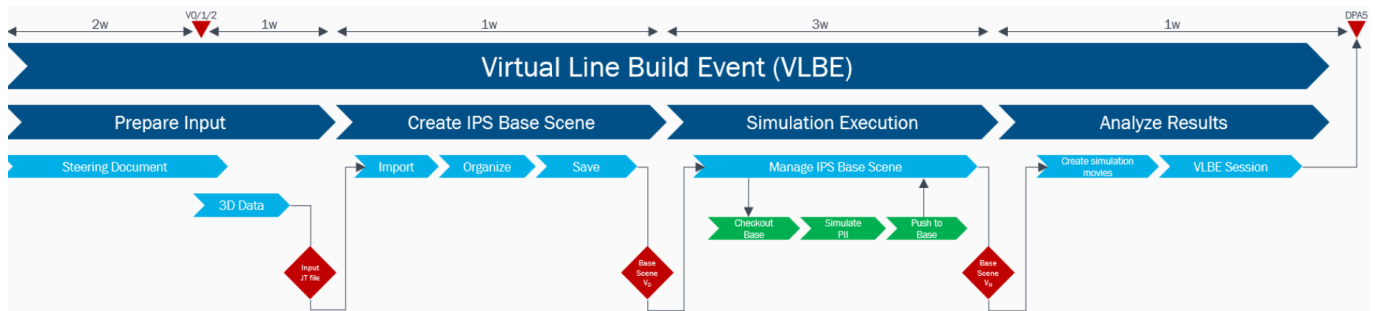 V0/1/2
DPA5
2w
1w
1w
3w
1w
Virtual Line Build Event (VLBE)
Prepare Input
Create IPS Base Scene
Simulation Execution
Analyze Results
Steering Document
Import
Organize
Save
Manage IPS Base Scene
Create simulation
movies
VLBE Session
3D Data
Checkout
Base
Simulate
PII
Push to
Base
Input
JT file
Base
Scene
V₀
Base
Scene
Vₙ